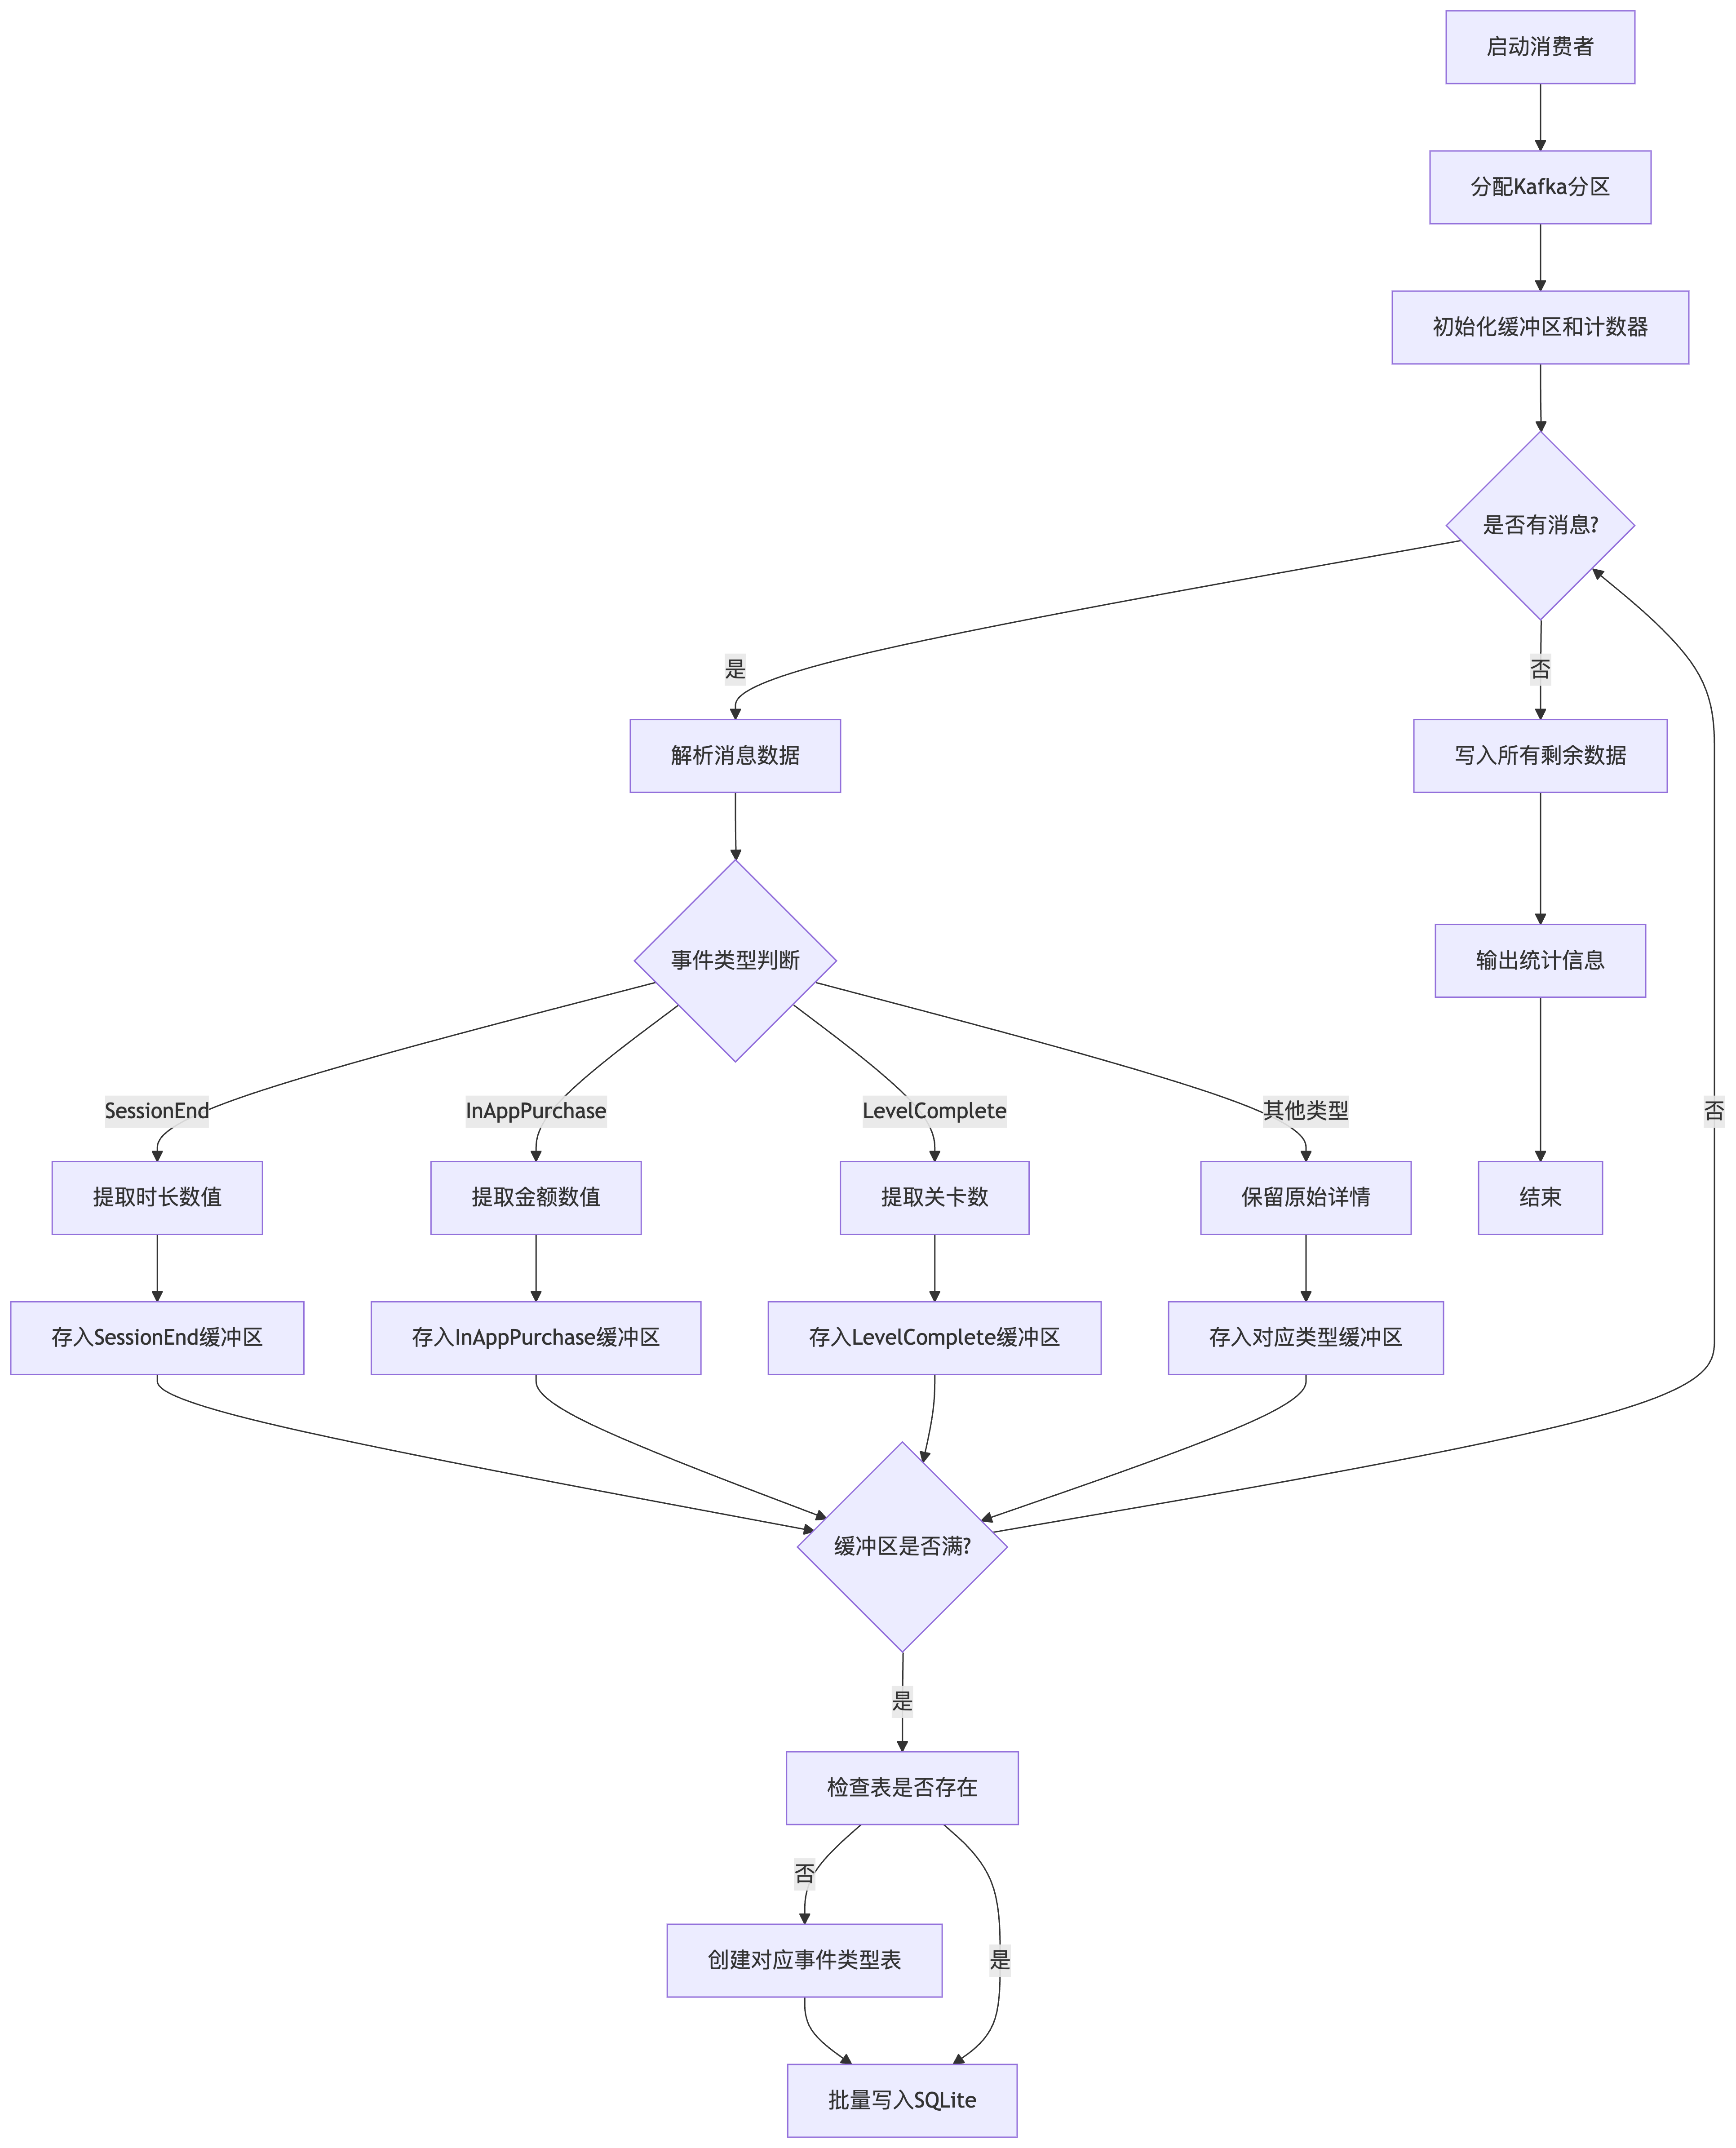 启动消费者
分配Kafka分区
初始化缓冲区和计数器
是否有消息?
是
否
解析消息数据
写入所有剩余数据
事件类型判断
输出统计信息
SessionEnd
InAppPurchase
LevelComplete
其他类型
否
提取时长数值
提取金额数值
提取关卡数
保留原始详情
结束
存入SessionEnd缓冲区
存入InAppPurchase缓冲区
存入LevelComplete缓冲区
存入对应类型缓冲区
缓冲区是否满?
是
检查表是否存在
否
创建对应事件类型表
是
批量写入SQLite